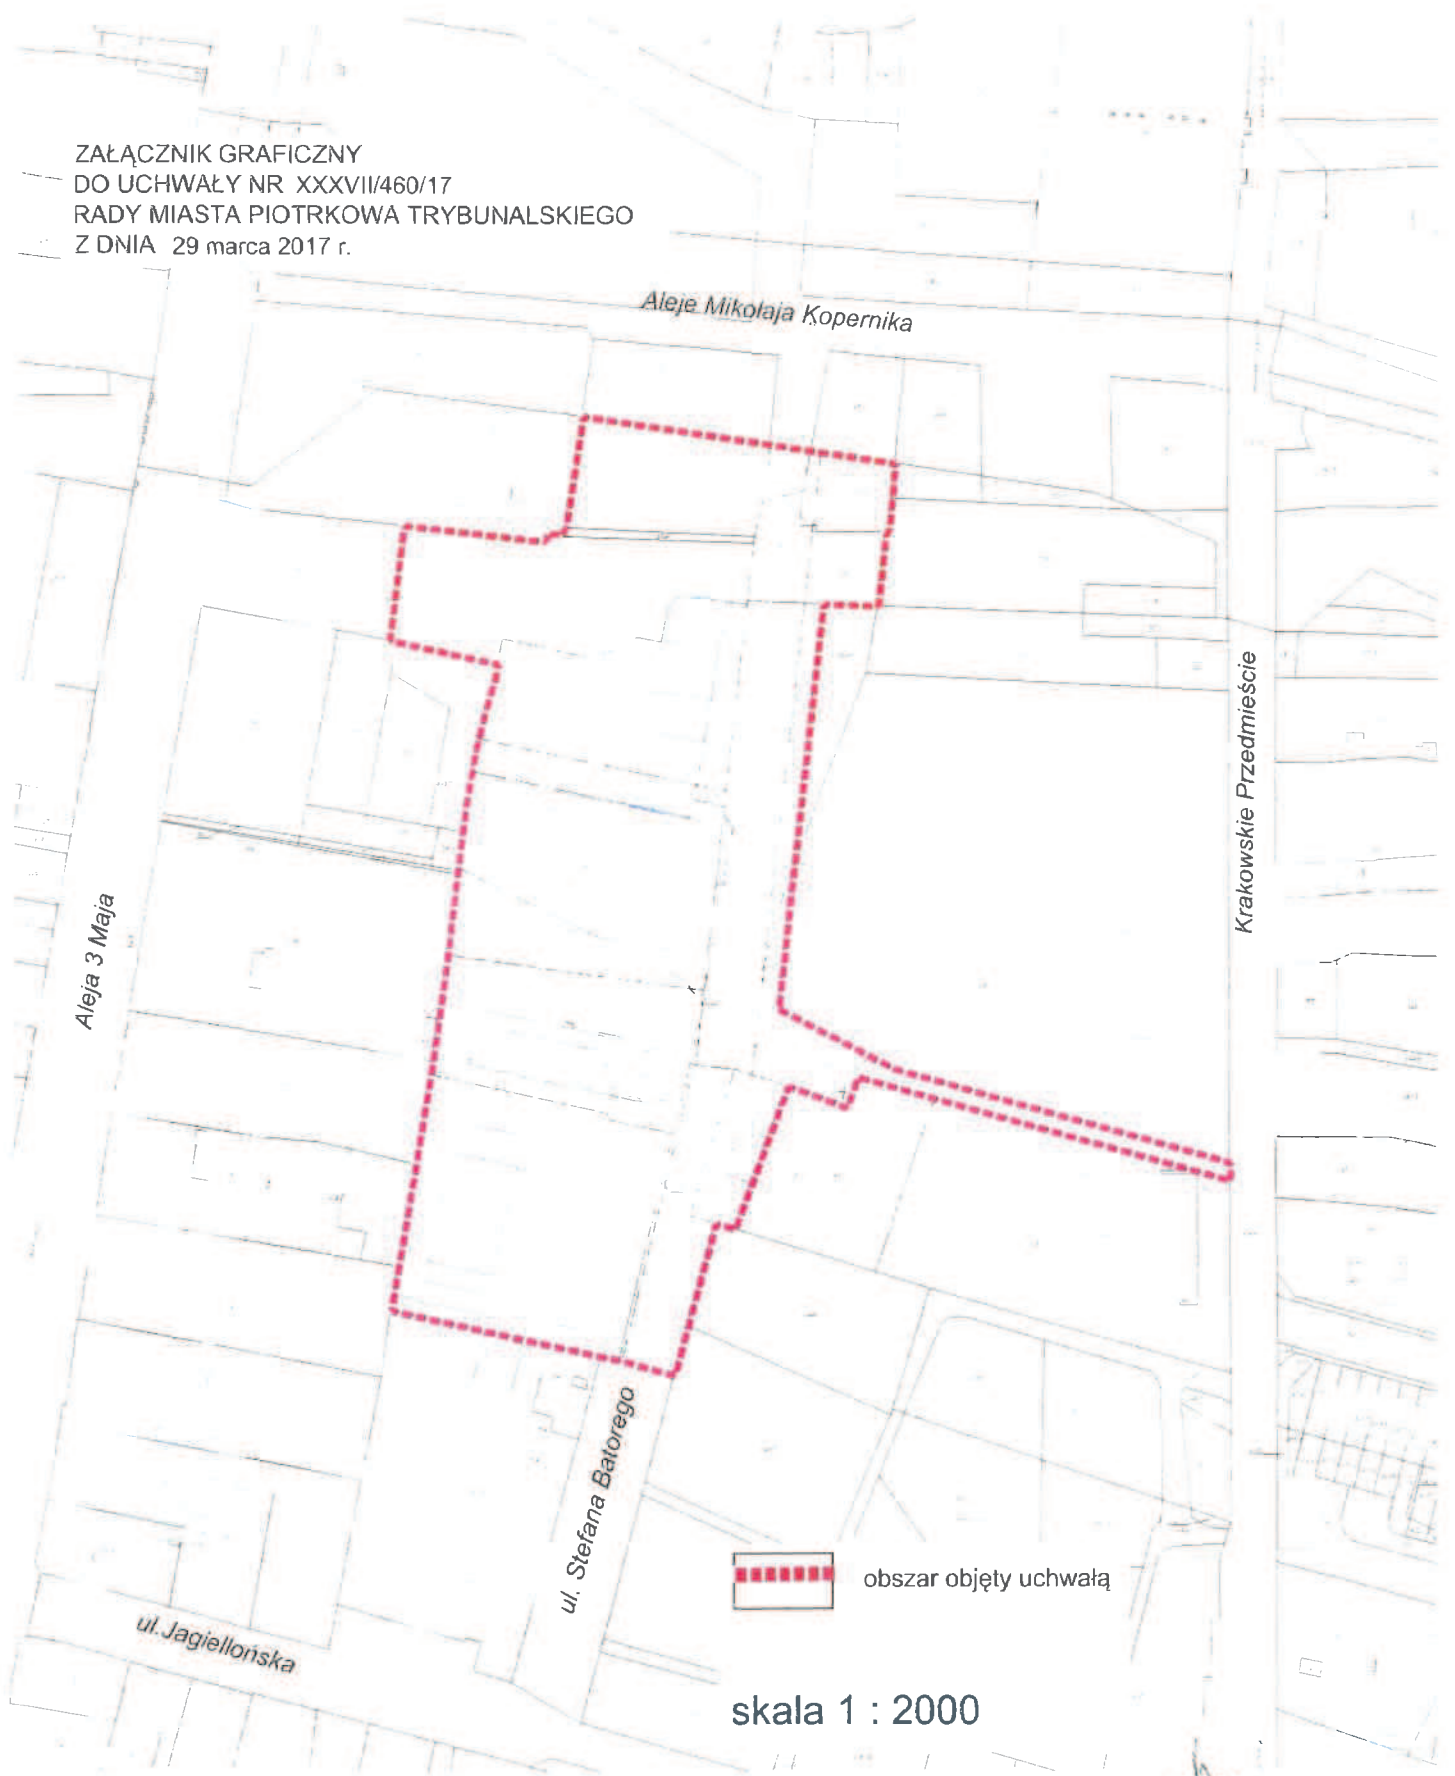 ZAŁĄCZNIK GRAFICZNY
DO UCHWAŁY NR XXXVII/460/17
RADY MIASTA PIOTRKOWA TRYBUNALSKIEGO
Z DNIA 29 marca 2017 r.
Aleje Mikołaja Kopernika
Krakowskie Przedmieście
Aleja 3 Maja
ul. Stefana Batorego
obszar objęty uchwałą
ul.Jagiellońska
skala 1 : 2000